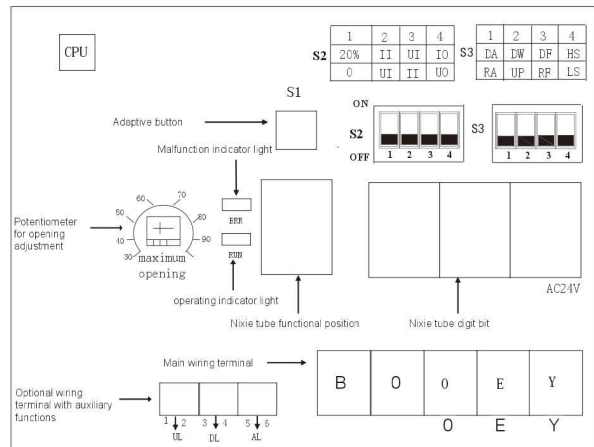 CPU
1 2 3 4
S2 20% II UI IO
0 UI II UO
1 2 3 4
S3 DA DW DF HS
RA UP RF LS
S1
Adaptive button
ON
S2
OFF
1 2 3 4
S3
1 2 3 4
Malfunction indicator light
Potentiometer
for opening
adjustment
30 40 50 60 70 80 90
maximum
opening
ERR
RUN
operating indicator light
Nixie tube functional position
Nixie tube digit bit
AC24V
Main wiring terminal
B O O E Y
O E Y
Optional wiring
terminal with auxiliary
functions
1 2 3 4 5 6
UL DL AL